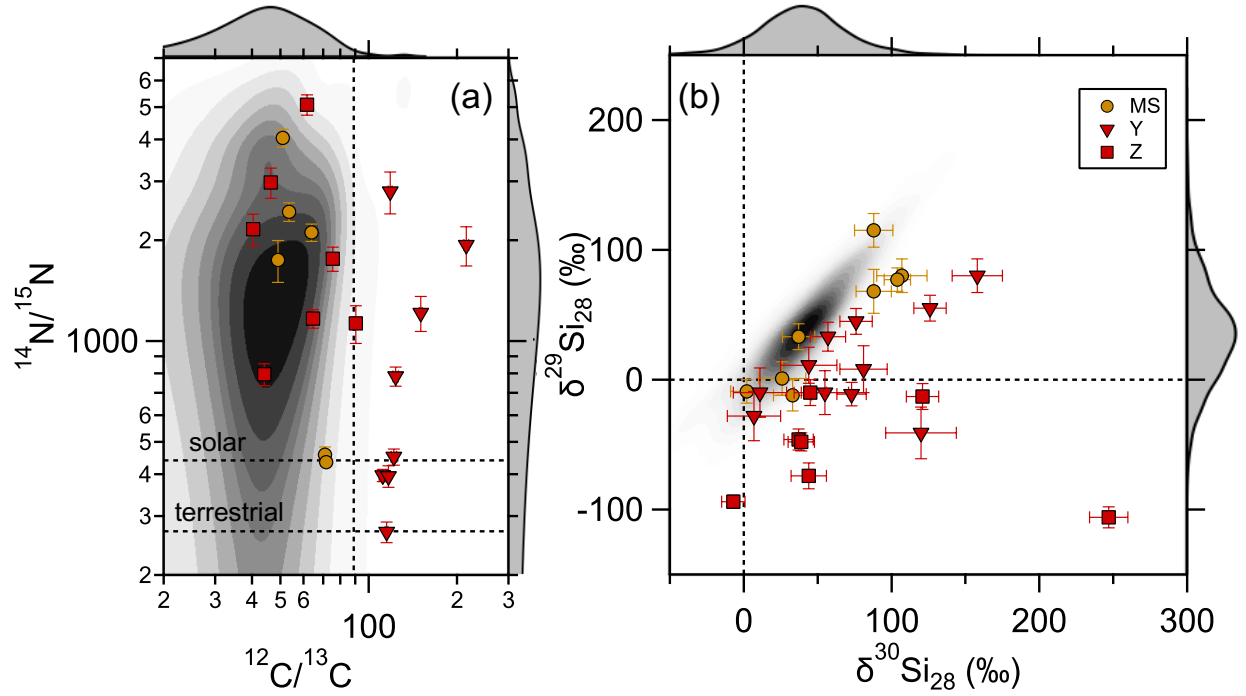 (a)
6
5
4
3
2
1000
6
5
4
3
2
solar
terrestrial
¹⁴N/¹⁵N
2 3 4 5 6 2 3
100
¹²C/¹³C
(b)
MS
Y
Z
200
100
0
-100
δ²⁹Si₂₈ (‰)
0 100 200 300
δ³⁰Si₂₈ (‰)